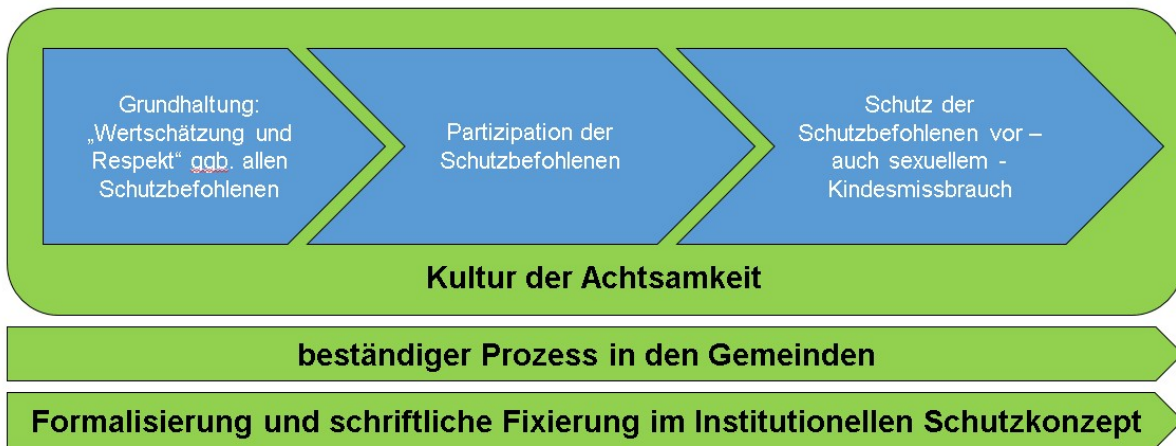 Grundhaltung:
„Wertschätzung und
Respekt“ ggb. allen
Schutzbefohlenen
Partizipation der
Schutzbefohlenen
Schutz der
Schutzbefohlenen vor –
auch sexuellem -
Kindesmissbrauch
Kultur der Achtsamkeit
beständiger Prozess in den Gemeinden
Formalisierung und schriftliche Fixierung im Institutionellen Schutzkonzept